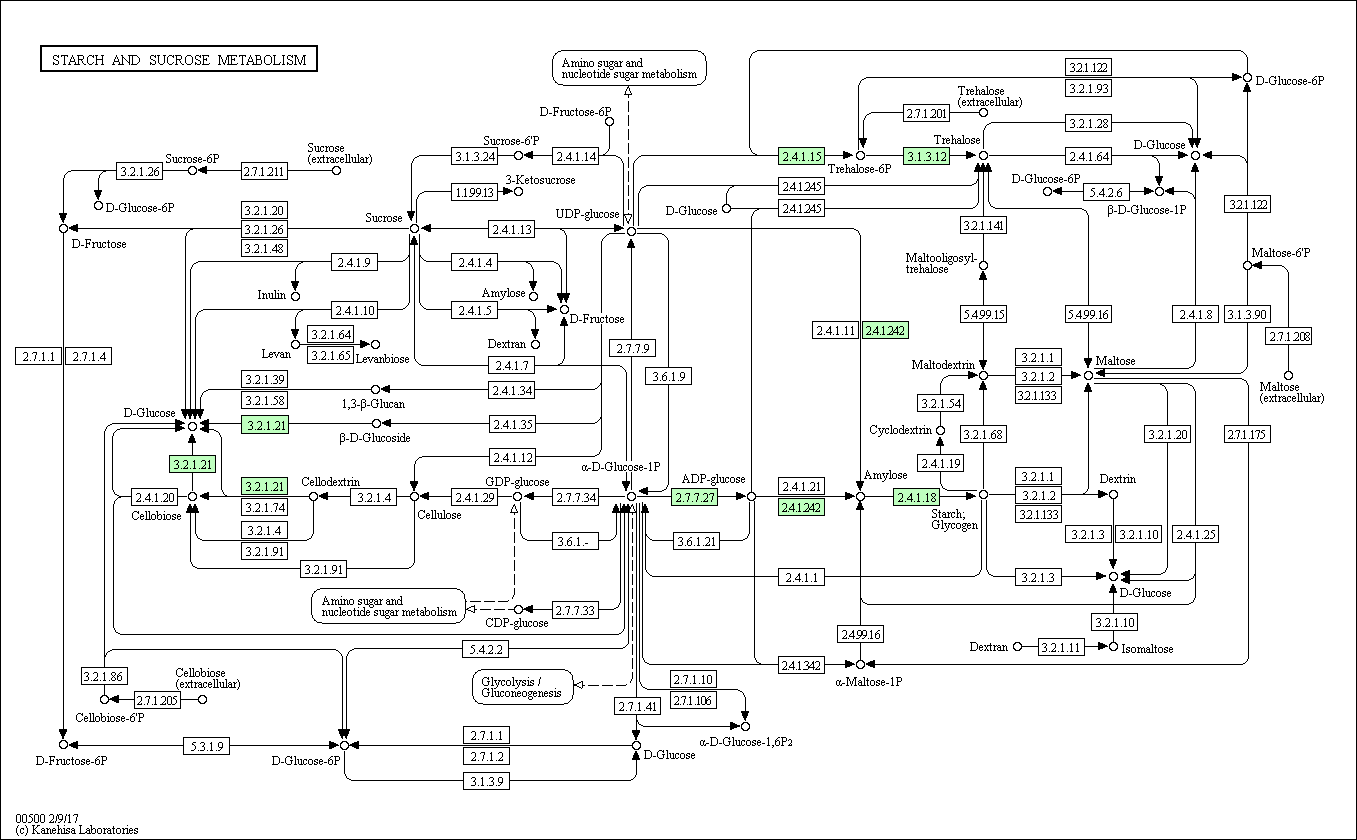 STARCH AND SUCROSE METABOLISM
Amino sugar and
nucleotide sugar metabolism
3.2.1.122
D-Glucose-6P
3.2.1.93
Trehalose
(extracellular)
D-Fructose-6P
2.7.1.201
3.2.1.28
Sucrose-6'P
Trehalose
D-Glucose
Sucrose
(extracellular)
Sucrose-6P
3.1.3.24
2.4.1.14
2.4.1.15
3.1.3.12
2.4.1.64
Trehalose-6P
3.2.1.26
2.7.1.211
3-Ketosucrose
1.1.99.13
2.4.1.245
D-Glucose-6P
5.4.2.6
D-Glucose-6P
3.2.1.20
D-Glucose
2.4.1.245
β-D-Glucose-1P
3.2.1.122
Sucrose
UDP-glucose
3.2.1.26
2.4.1.13
3.2.1.141
D-Fructose
3.2.1.48
Maltooligosyl-
trehalose
Maltose-6'P
2.4.1.9
2.4.1.4
Inulin
Amylose
2.4.1.10
2.4.1.5
D-Fructose
5.4.99.15
5.4.99.16
2.4.1.8
3.1.3.90
2.4.1.11
2.4.1.242
3.2.1.64
2.7.1.208
Levan
3.2.1.65
Levanbiose
Dextran
2.7.7.9
2.7.1.1
2.7.1.4
2.4.1.7
Maltodextrin
3.2.1.1
Maltose
3.6.1.9
3.2.1.2
3.2.1.39
2.4.1.34
3.2.1.133
Maltose
(extracellular)
3.2.1.58
1,3-β-Glucan
3.2.1.54
D-Glucose
3.2.1.21
2.4.1.35
Cyclodextrin
3.2.1.68
3.2.1.20
2.7.1.175
β-D-Glucoside
3.2.1.21
2.4.1.12
2.4.1.19
α-D-Glucose-1P
Cellodextrin
GDP-glucose
ADP-glucose
Amylose
3.2.1.1
Dextrin
3.2.1.21
2.4.1.21
2.4.1.20
3.2.1.4
2.4.1.29
2.7.7.34
2.7.7.27
2.4.1.18
3.2.1.2
3.2.1.74
2.4.1.242
Cellobiose
Cellulose
Starch;
Glycogen
3.2.1.133
3.2.1.4
3.2.1.3
3.2.1.10
2.4.1.25
3.6.1.-
3.6.1.21
3.2.1.91
3.2.1.91
2.4.1.1
3.2.1.3
D-Glucose
Amino sugar and
nucleotide sugar metabolism
2.7.7.33
CDP-glucose
3.2.1.10
2.4.99.16
5.4.2.2
Dextran
3.2.1.11
Isomaltose
2.4.1.342
α-Maltose-1P
3.2.1.86
Cellobiose
(extracellular)
Glycolysis /
Gluconeogenesis
2.7.1.10
2.7.1.205
2.7.1.106
2.7.1.41
Cellobiose-6'P
2.7.1.1
α-D-Glucose-1,6P2
5.3.1.9
2.7.1.2
D-Glucose
D-Fructose-6P
D-Glucose-6P
3.1.3.9
00500 2/9/17
(c) Kanehisa Laboratories